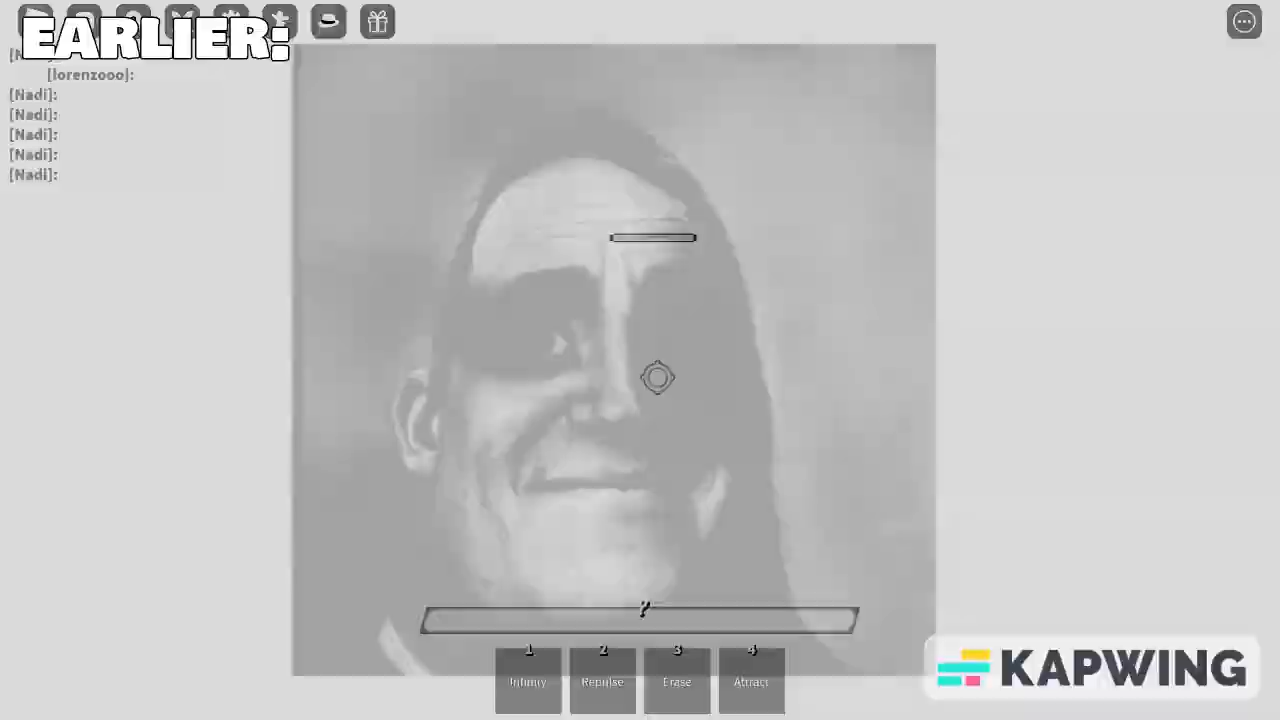 EARLIER:
[lorenzooo]:
[Nadi]:
[Nadi]:
[Nadi]:
[Nadi]:
[Nadi]:
?
1 2 3 4
Infinity Repulse Erase Attract
KAPWING